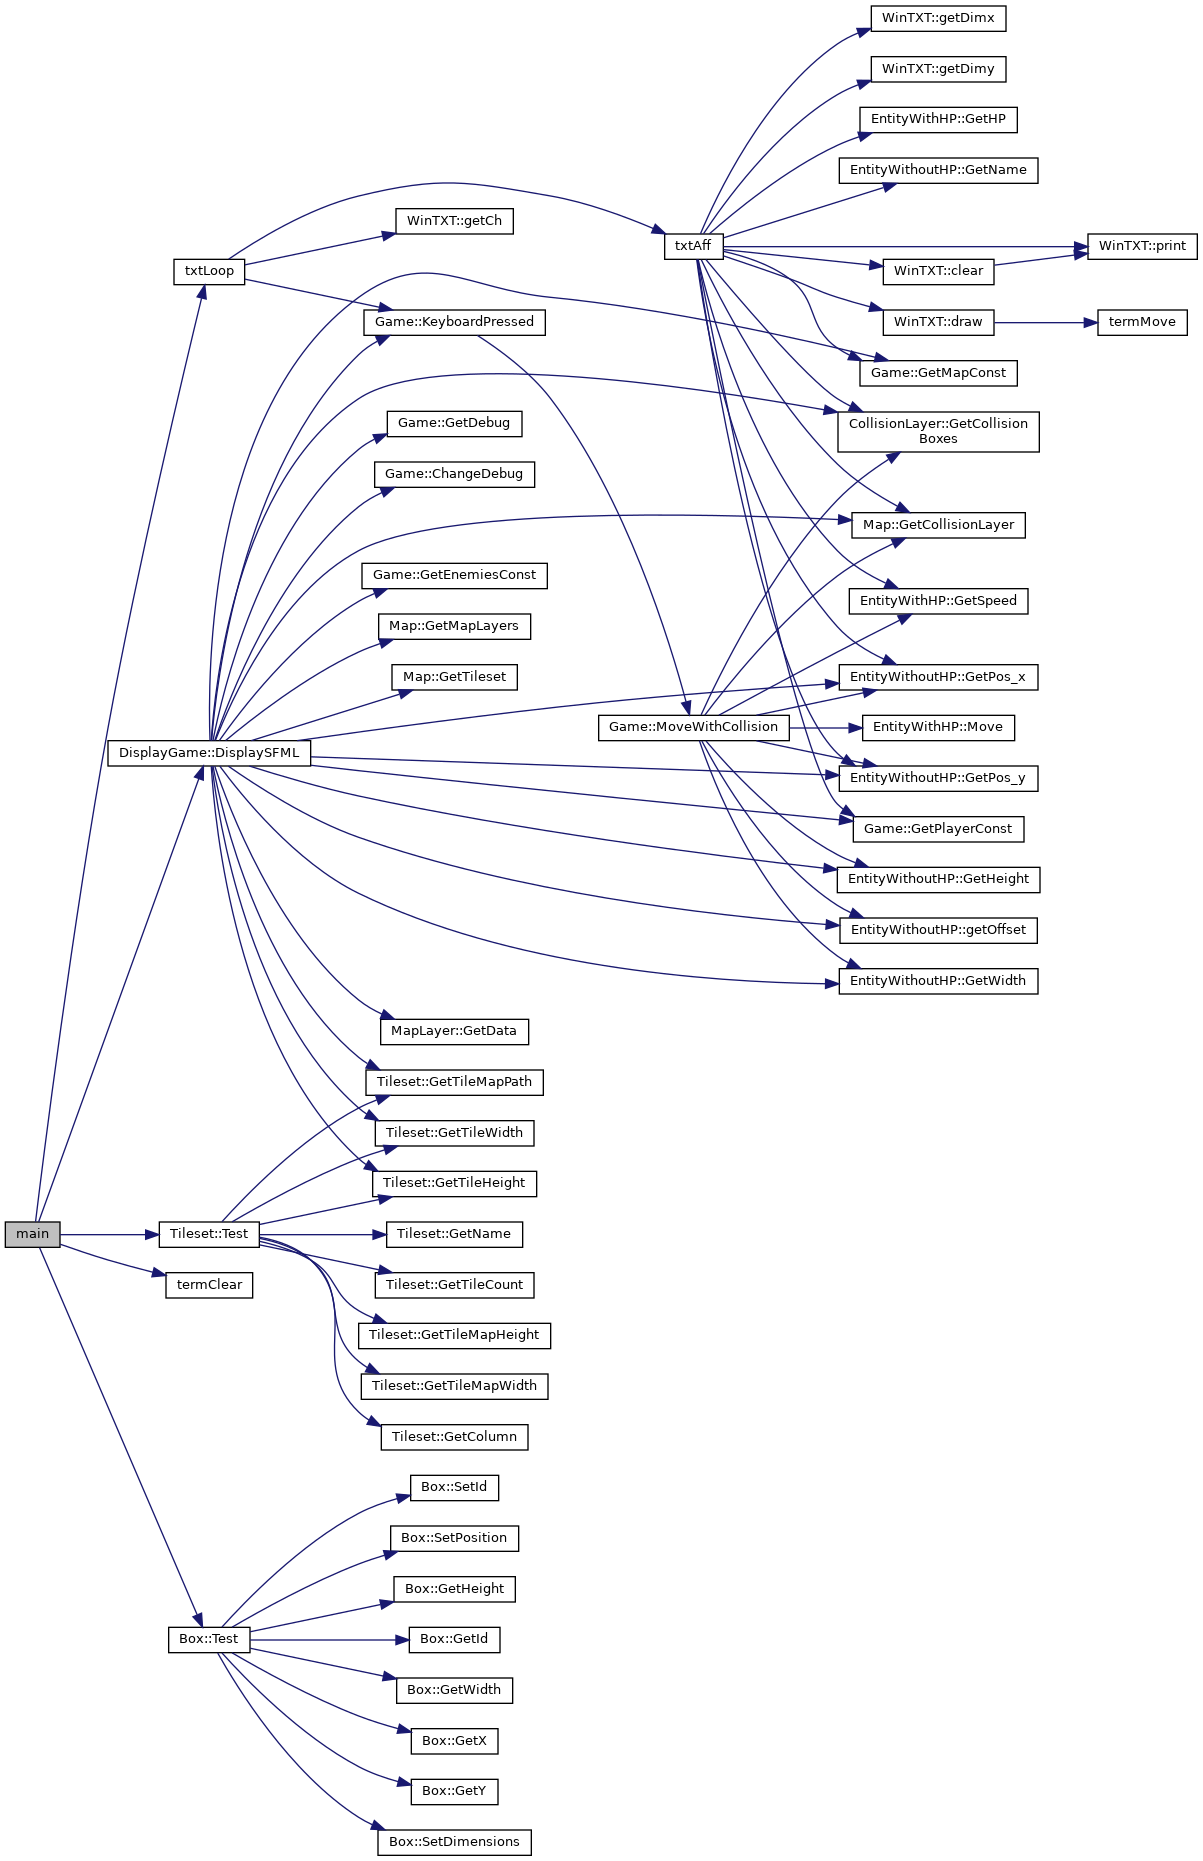 WinTXT::getDimx
WinTXT::getDimy
EntityWithHP::GetHP
EntityWithoutHP::GetName
WinTXT::getCh
txtAff
WinTXT::print
txtLoop
WinTXT::clear
Game::KeyboardPressed
WinTXT::draw
termMove
Game::GetMapConst
Game::GetDebug
CollisionLayer::GetCollision
Boxes
Game::ChangeDebug
Map::GetCollisionLayer
Game::GetEnemiesConst
EntityWithHP::GetSpeed
Map::GetMapLayers
Map::GetTileset
EntityWithoutHP::GetPos_x
Game::MoveWithCollision
EntityWithHP::Move
DisplayGame::DisplaySFML
EntityWithoutHP::GetPos_y
Game::GetPlayerConst
EntityWithoutHP::GetHeight
EntityWithoutHP::getOffset
EntityWithoutHP::GetWidth
MapLayer::GetData
Tileset::GetTileMapPath
Tileset::GetTileWidth
Tileset::GetTileHeight
main
Tileset::Test
Tileset::GetName
termClear
Tileset::GetTileCount
Tileset::GetTileMapHeight
Tileset::GetTileMapWidth
Tileset::GetColumn
Box::SetId
Box::SetPosition
Box::GetHeight
Box::Test
Box::GetId
Box::GetWidth
Box::GetX
Box::GetY
Box::SetDimensions